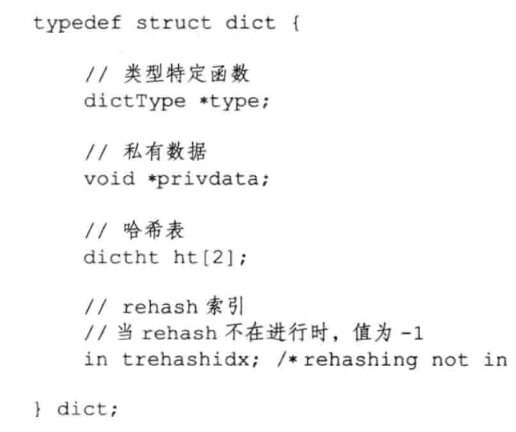 typedef struct dict {
// 类型特定函数
dictType *type;
// 私有数据
void *privdata;
// 哈希表
dictht ht[2];
// rehash 索引
// 当 rehash 不在进行时，值为 -1
in trehashidx; /* rehashing not in
} dict;